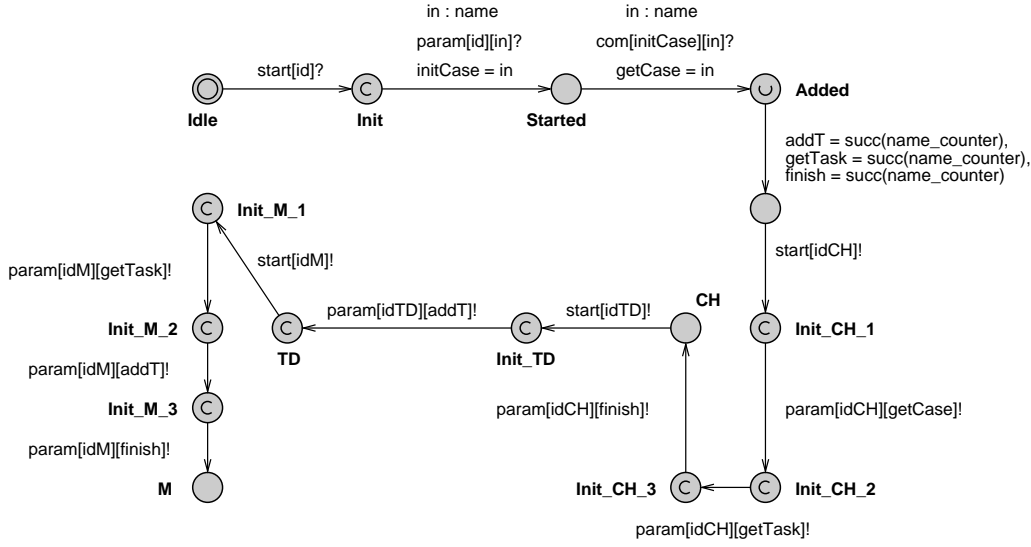 in : name
in : name
param[id][in]?
com[initCase][in]?
start[id]?
initCase = in
getCase = in
C
Added
Idle
Init
Started
addT = succ(name_counter),
getTask = succ(name_counter),
finish = succ(name_counter)
C
Init_M_1
start[idCH]!
start[idM]!
param[idM][getTask]!
CH
param[idTD][addT]!
start[idTD]!
Init_M_2
C
C
TD
C
Init_TD
C
Init_CH_1
param[idM][addT]!
Init_M_3
C
param[idCH][finish]!
param[idCH][getCase]!
param[idM][finish]!
M
Init_CH_3
C
C
Init_CH_2
param[idCH][getTask]!